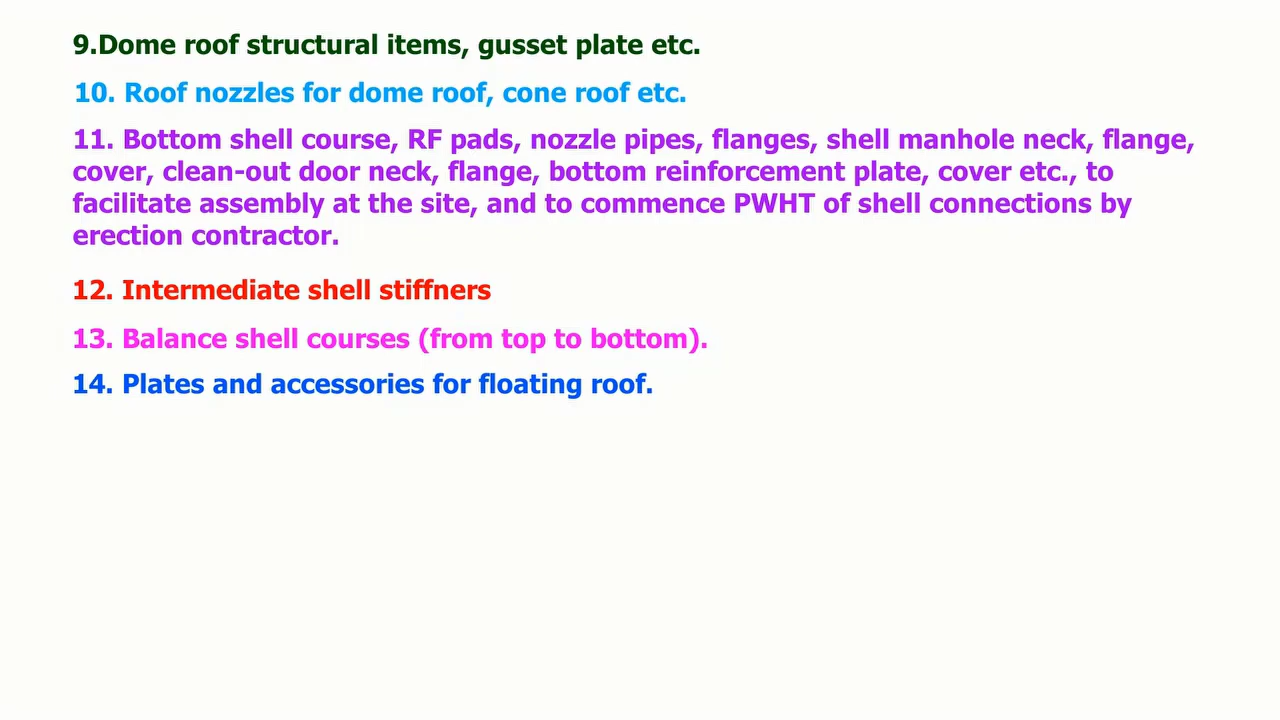 9.Dome roof structural items, gusset plate etc.
10. Roof nozzles for dome roof, cone roof etc.
11. Bottom shell course, RF pads, nozzle pipes, flanges, shell manhole neck, flange,
cover, clean-out door neck, flange, bottom reinforcement plate, cover etc., to
facilitate assembly at the site, and to commence PWHT of shell connections by
erection contractor.
12. Intermediate shell stiffners
13. Balance shell courses (from top to bottom).
14. Plates and accessories for floating roof.